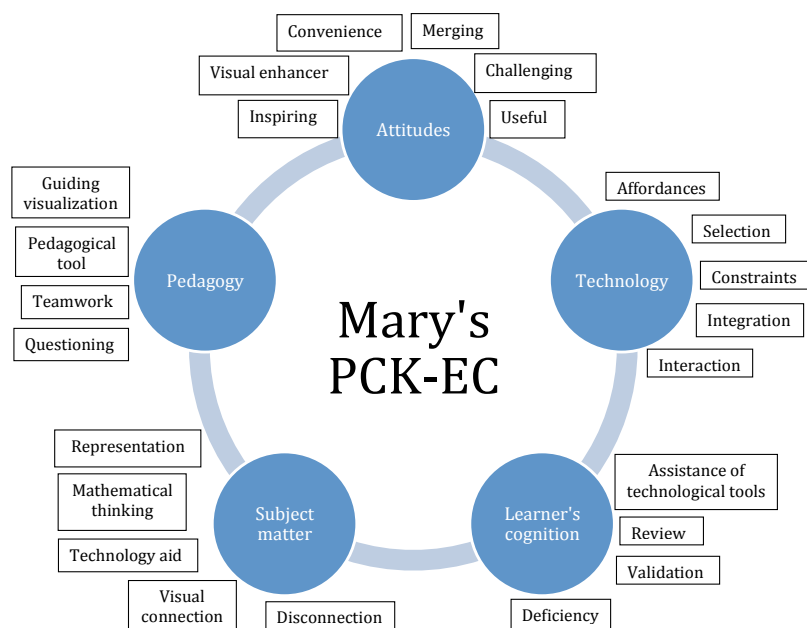 Convenience
Merging
Visual enhancer
Challenging
Inspiring
Attitudes
Useful
Guiding
visualization
Pedagogical
tool
Teamwork
Questioning
Pedagogy
Affordances
Selection
Technology
Constraints
Integration
Interaction
Mary's
PCK-EC
Representation
Mathematical
thinking
Technology aid
Visual
connection
Subject
matter
Disconnection
Learner's
cognition
Assistance of
technological tools
Review
Validation
Deficiency